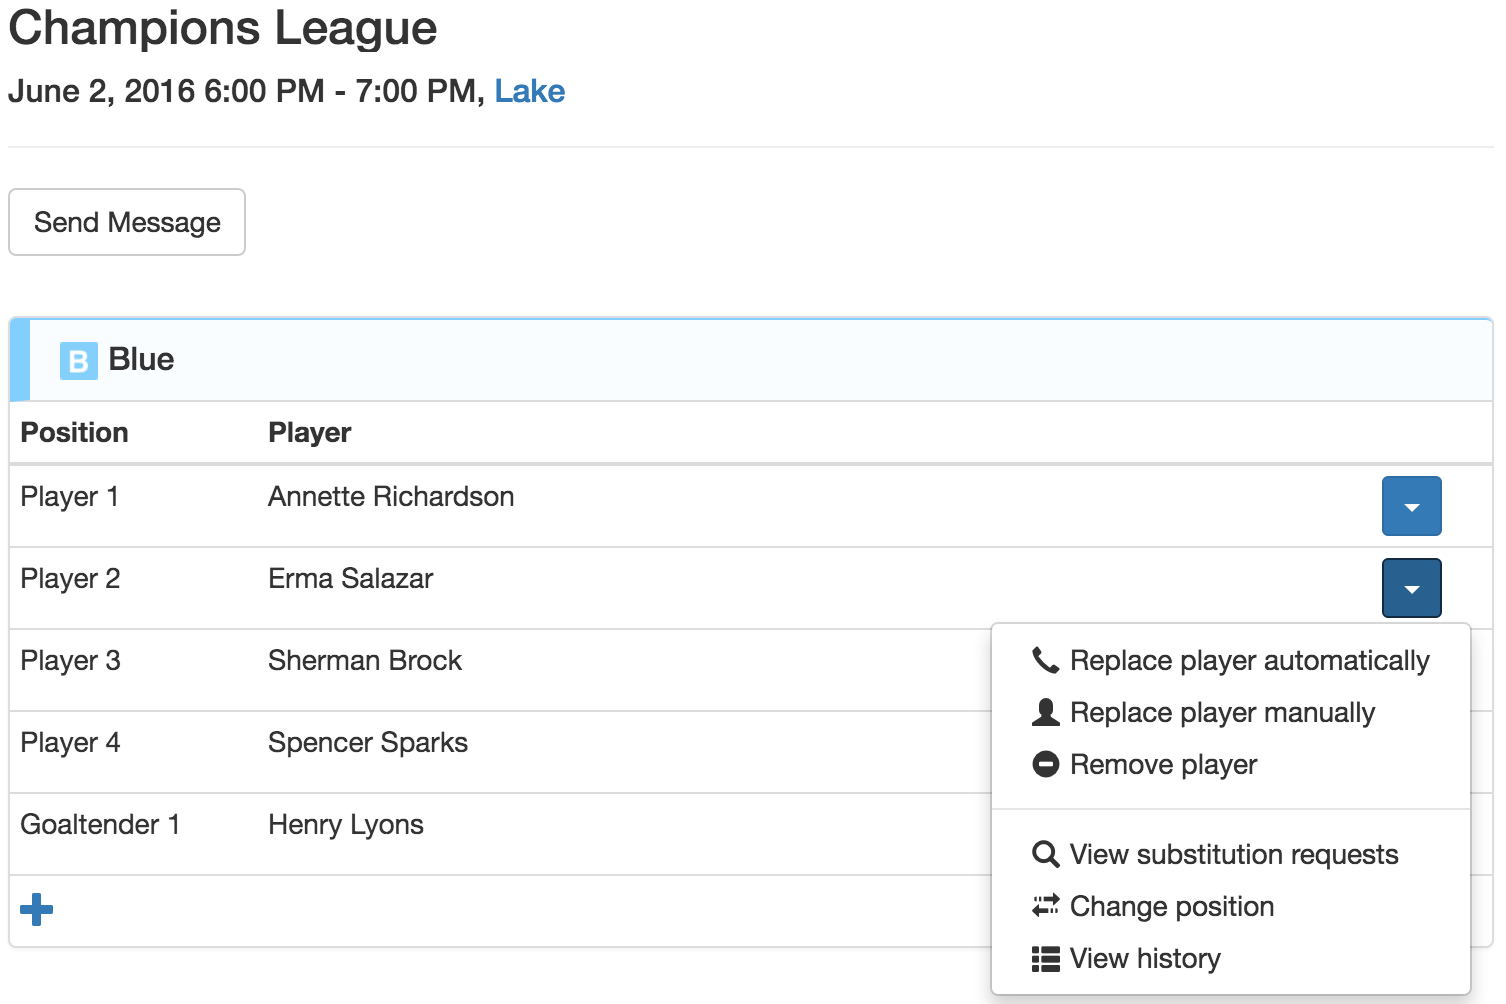 Champions League
June 2, 2016 6:00 PM - 7:00 PM, Lake
Send Message
B Blue
Position Player
Player 1 Annette Richardson
Player 2 Erma Salazar
Player 3 Sherman Brock
Player 4 Spencer Sparks
Goaltender 1 Henry Lyons
Replace player automatically
Replace player manually
Remove player
View substitution requests
Change position
View history